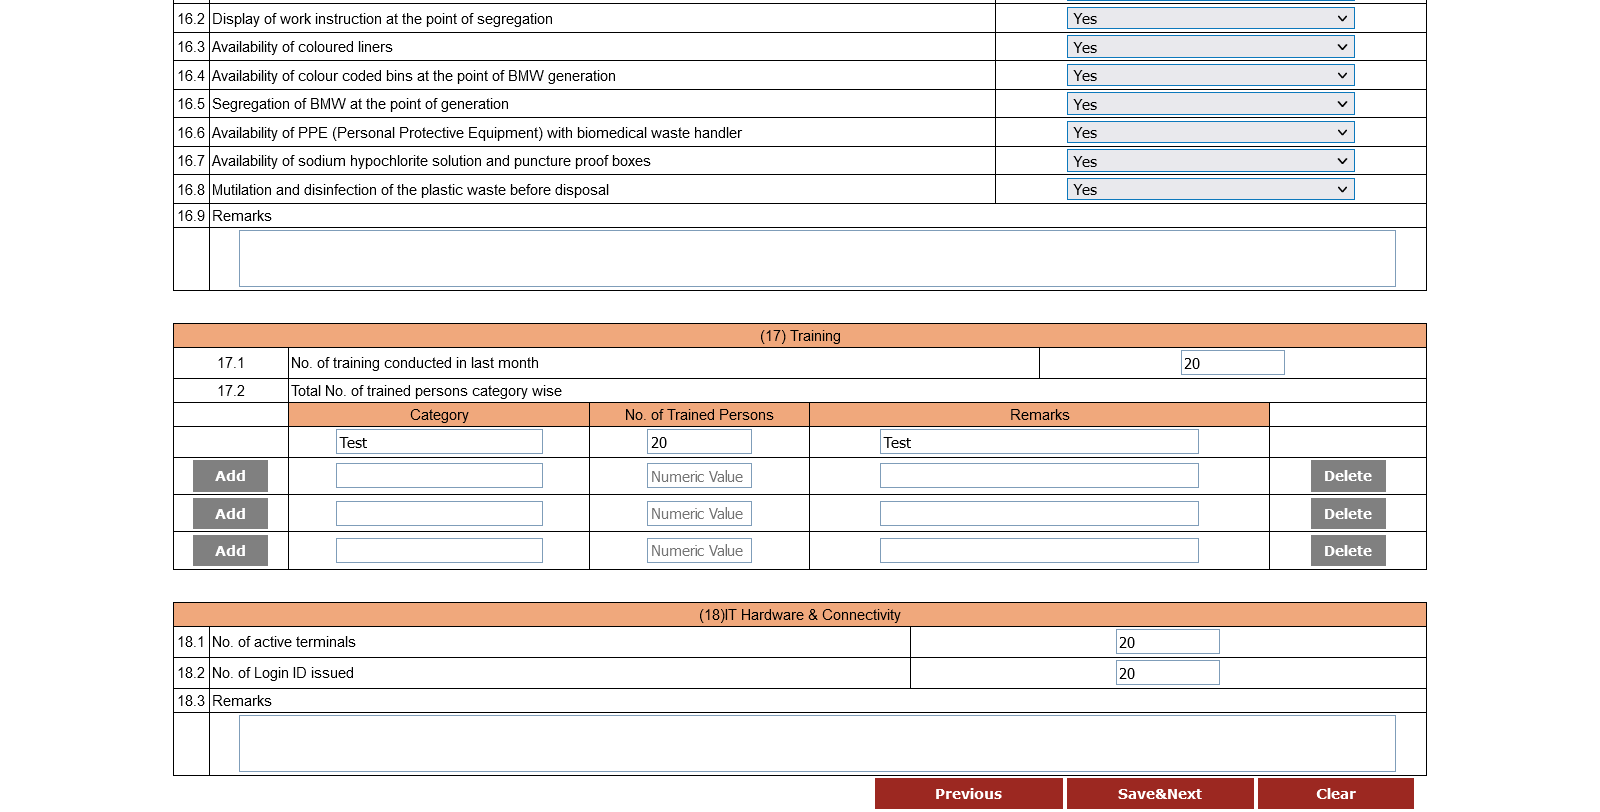 16.2 Display of work instruction at the point of segregation Yes
16.3 Availability of coloured liners Yes
16.4 Availability of colour coded bins at the point of BMW generation Yes
16.5 Segregation of BMW at the point of generation Yes
16.6 Availability of PPE (Personal Protective Equipment) with biomedical waste handler Yes
16.7 Availability of sodium hypochlorite solution and puncture proof boxes Yes
16.8 Mutilation and disinfection of the plastic waste before disposal Yes
16.9 Remarks
(17) Training
17.1 No. of training conducted in last month 20
17.2 Total No. of trained persons category wise
Category No. of Trained Persons Remarks
Test 20 Test
Add Numeric Value Delete
Add Numeric Value Delete
Add Numeric Value Delete
(18)IT Hardware & Connectivity
18.1 No. of active terminals 20
18.2 No. of Login ID issued 20
18.3 Remarks
Previous Save&Next Clear